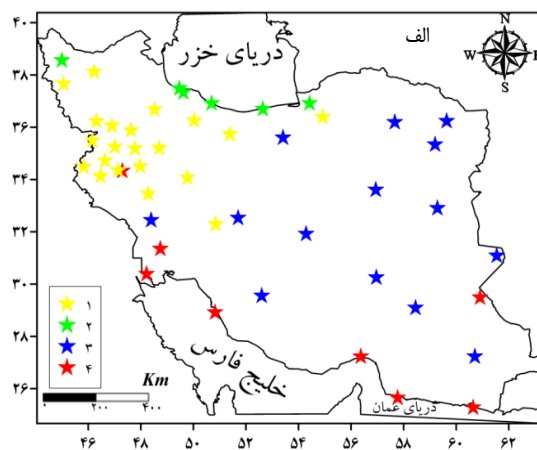 الف
دریای خزر
N
W E
S
۴۰
۳۸
۳۶
۳۴
۳۲
۳۰
۲۸
۲۶
۱
۲
۳
۴
Km
۰ ۲۰۰ ۴۰۰
خلیج فارس
دریای عمان
۴۶ ۴۸ ۵۰ ۵۲ ۵۴ ۵۶ ۵۸ ۶۰ ۶۲